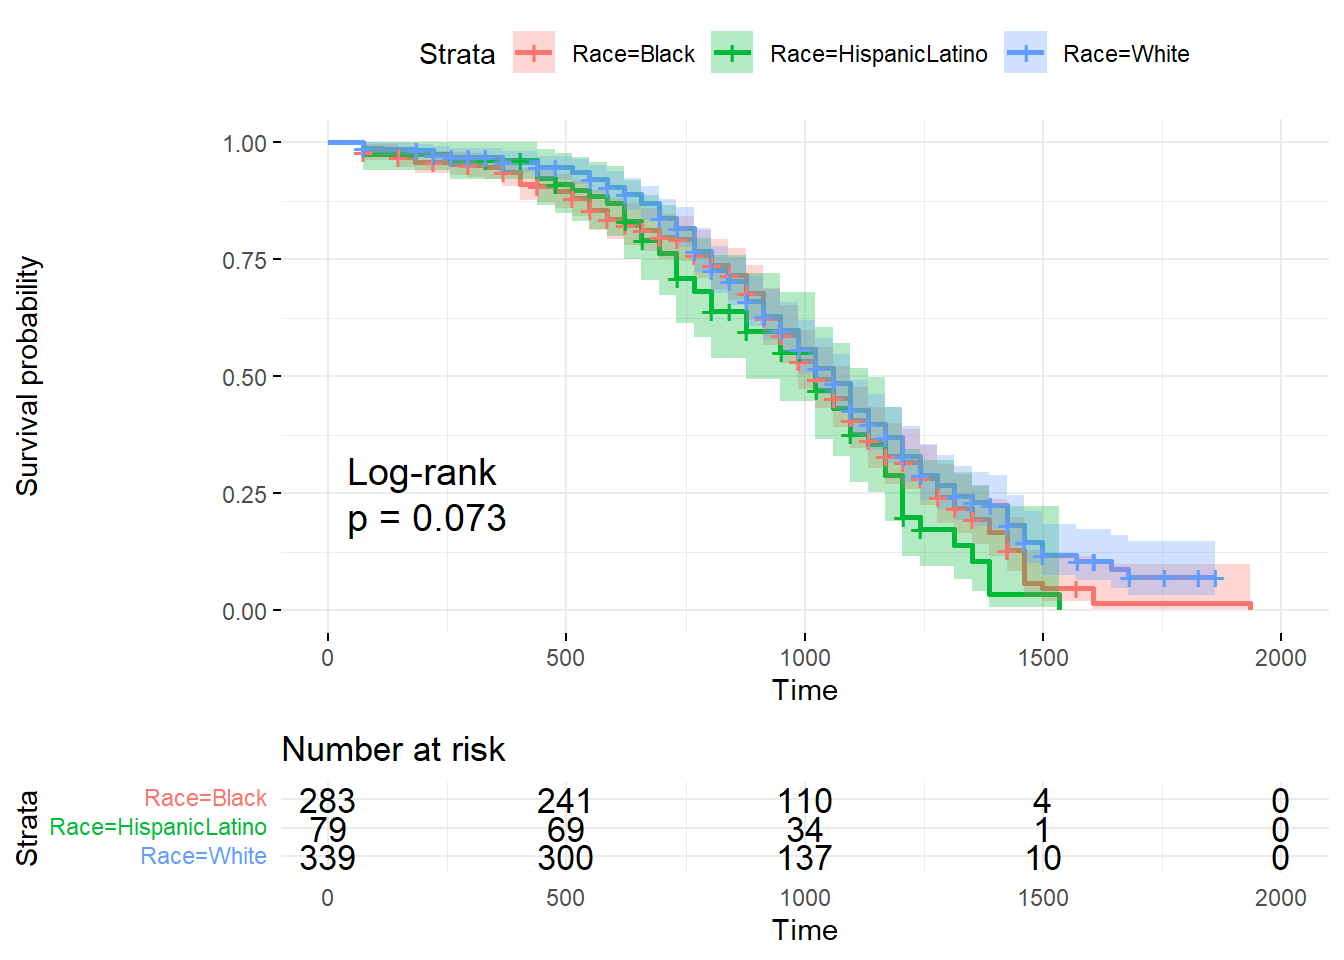 Strata Race=Black Race=HispanicLatino Race=White
Survival probability
1.00
0.75
0.50
0.25
0.00
Log-rank
p = 0.073
0 500 1000 1500 2000
Time
Number at risk
Strata
Race=Black 283 241 110 4 0
Race=HispanicLatino 79 69 34 1 0
Race=White 339 300 137 10 0
0 500 1000 1500 2000
Time